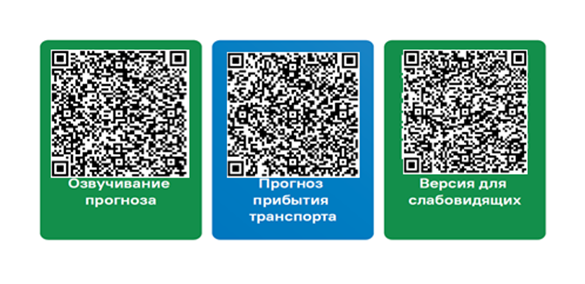 Озвучивание
прогноза
Прогноз
прибытия
транспорта
Версия для
слабовидящих